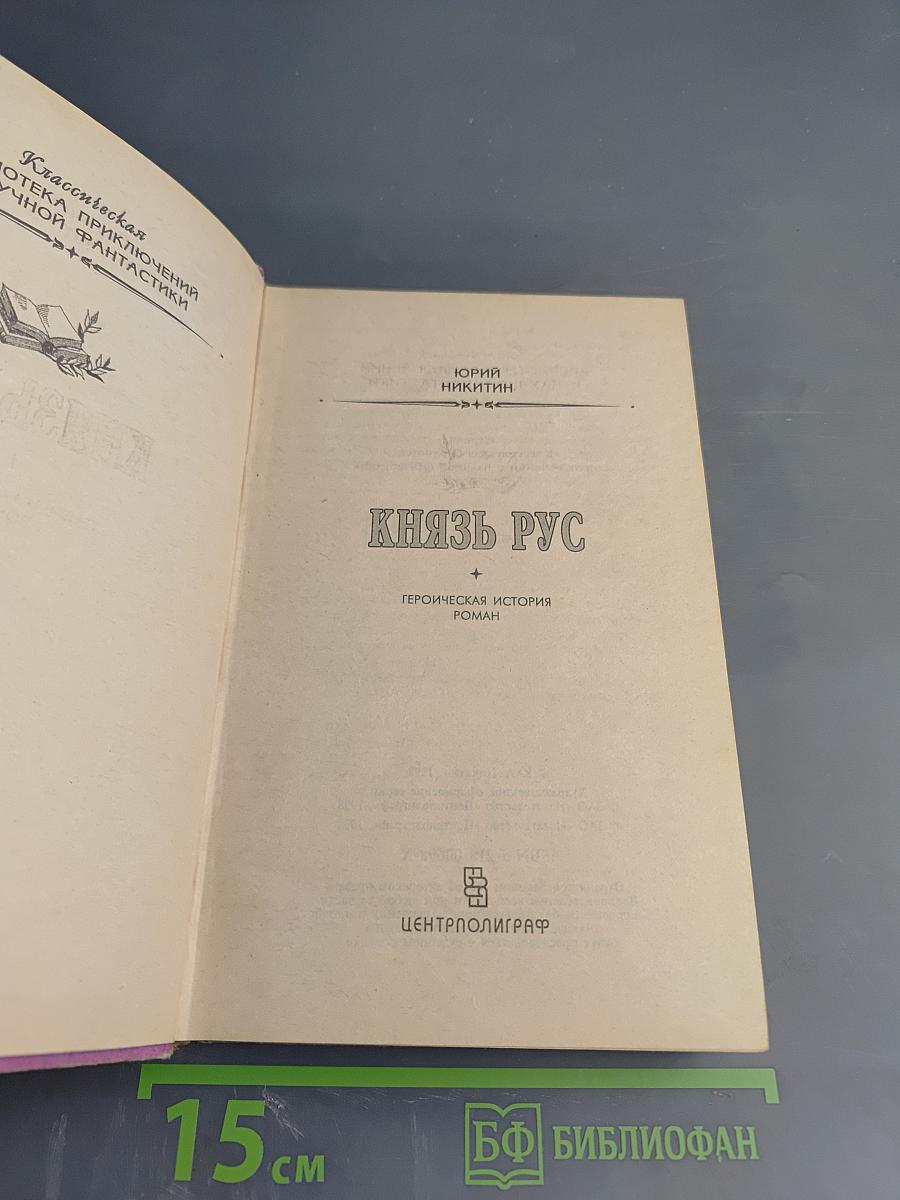 Классическая
ОТЕКА ПРИКЛЮЧЕНИЙ
УЧНОЙ ФАНТАСТИКИ
ЮРИЙ
НИКИТИН
КНЯЗЬ РУС
ГЕРОИЧЕСКАЯ ИСТОРИЯ
РОМАН
ЦЕНТРПОЛИГРАФ
15 см
БФ БИБЛИОФАН